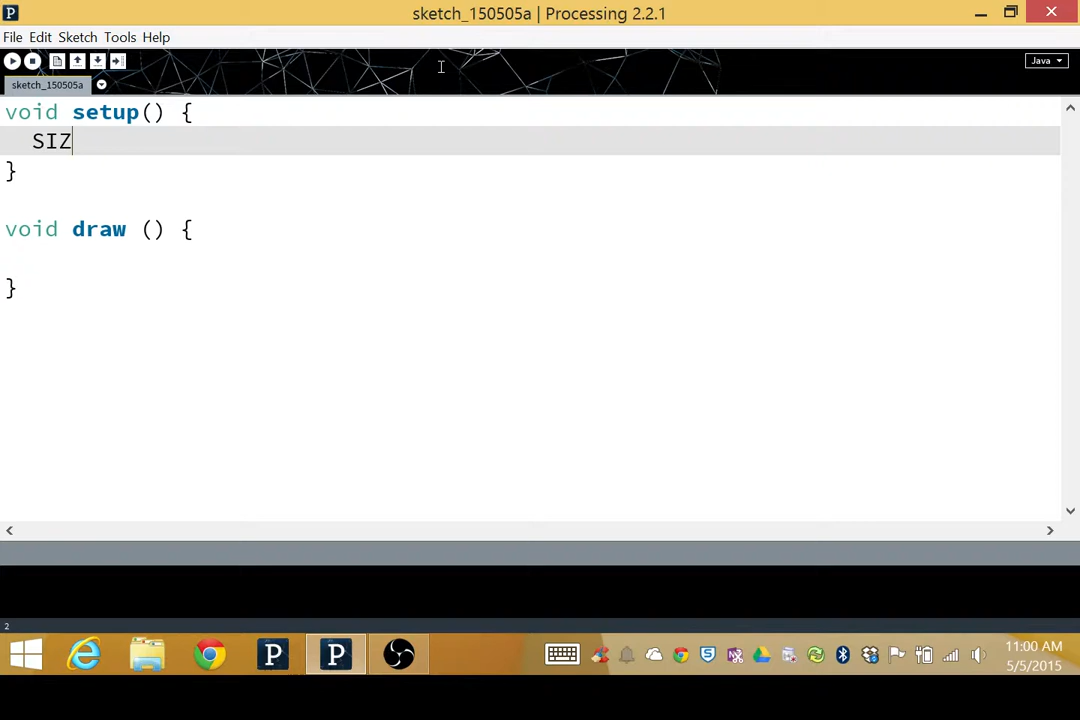 sketch_150505a | Processing 2.2.1
File Edit Sketch Tools Help
Java
sketch_150505a
void setup() {
  SIZ
}
void draw () {
}
2
11:00 AM
5/5/2015